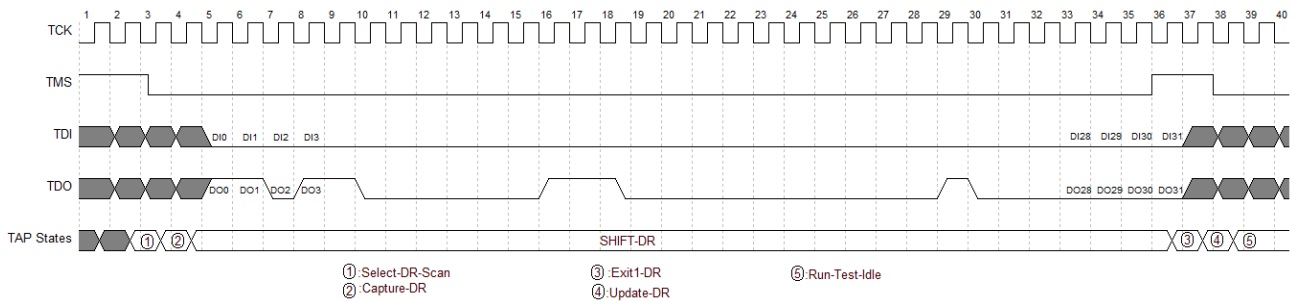 1 2 3 4 5 6 7 8 9 10 11 12 13 14 15 16 17 18 19 20 21 22 23 24 25 26 27 28 29 30 31 32 33 34 35 36 37 38 39 40
TCK
TMS
TDI DI0 DI1 DI2 DI3 DI28 DI29 DI30 DI31
TDO DO0 DO1 DO2 DO3 DO28 DO29 DO30 DO31
TAP States ① ② SHIFT-DR ③ ④ ⑤
①:Select-DR-Scan ③:Exit1-DR ⑤:Run-Test-Idle
②:Capture-DR ④:Update-DR